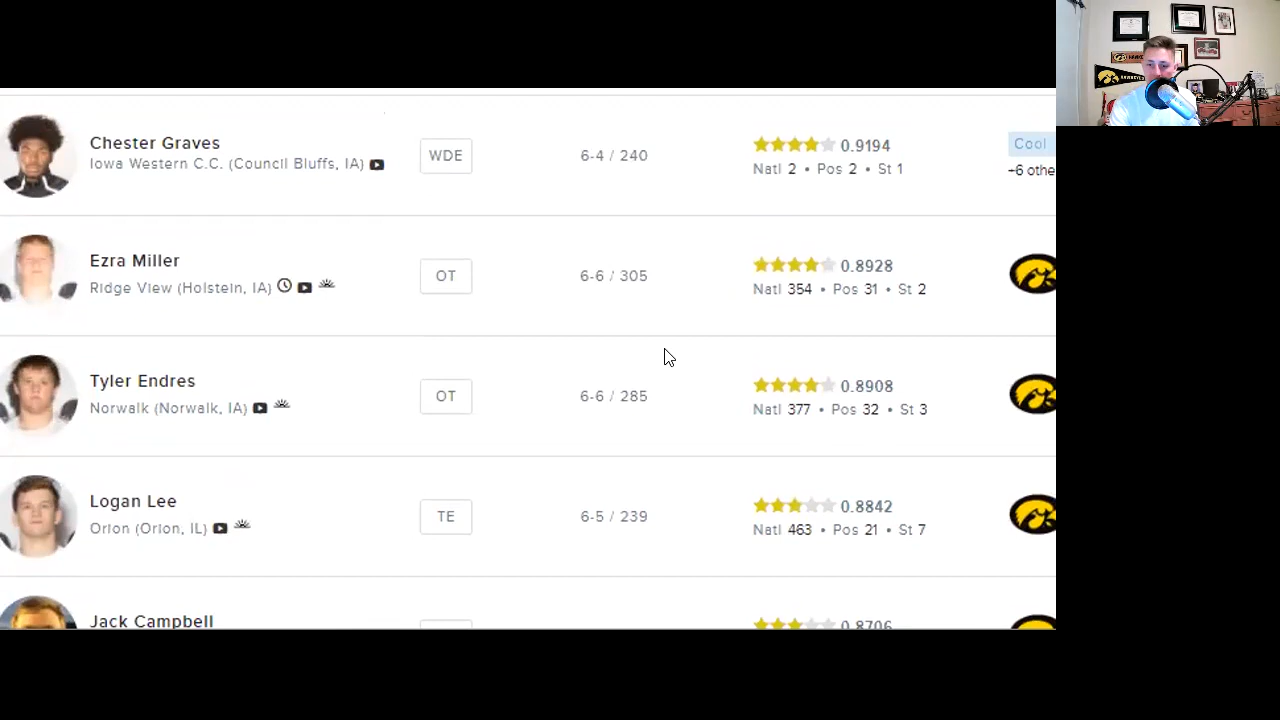 Chester Graves
Iowa Western C.C. (Council Bluffs, IA)
WDE
6-4 / 240
0.9194
Natl 2 • Pos 2 • St 1
Cool
+6 othe
Ezra Miller
Ridge View (Holstein, IA)
OT
6-6 / 305
0.8928
Natl 354 • Pos 31 • St 2
Tyler Endres
Norwalk (Norwalk, IA)
OT
6-6 / 285
0.8908
Natl 377 • Pos 32 • St 3
Logan Lee
Orion (Orion, IL)
TE
6-5 / 239
0.8842
Natl 463 • Pos 21 • St 7
Jack Campbell
0.8706